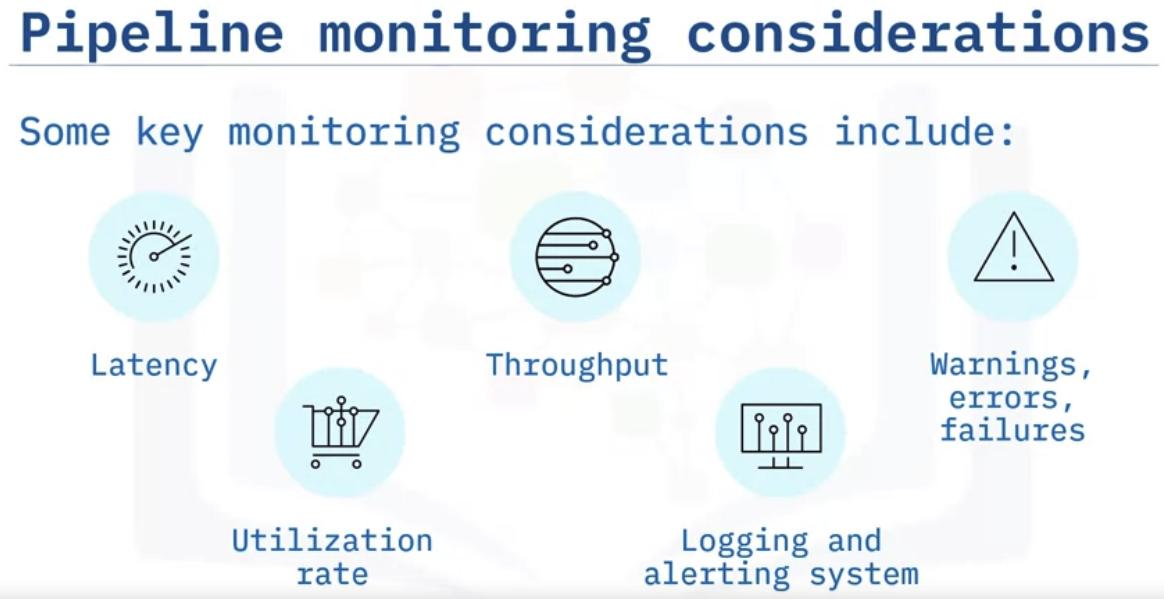 Pipeline monitoring considerations
Some key monitoring considerations include:
Latency
Throughput
Warnings,
errors,
failures
Utilization
rate
Logging and
alerting system